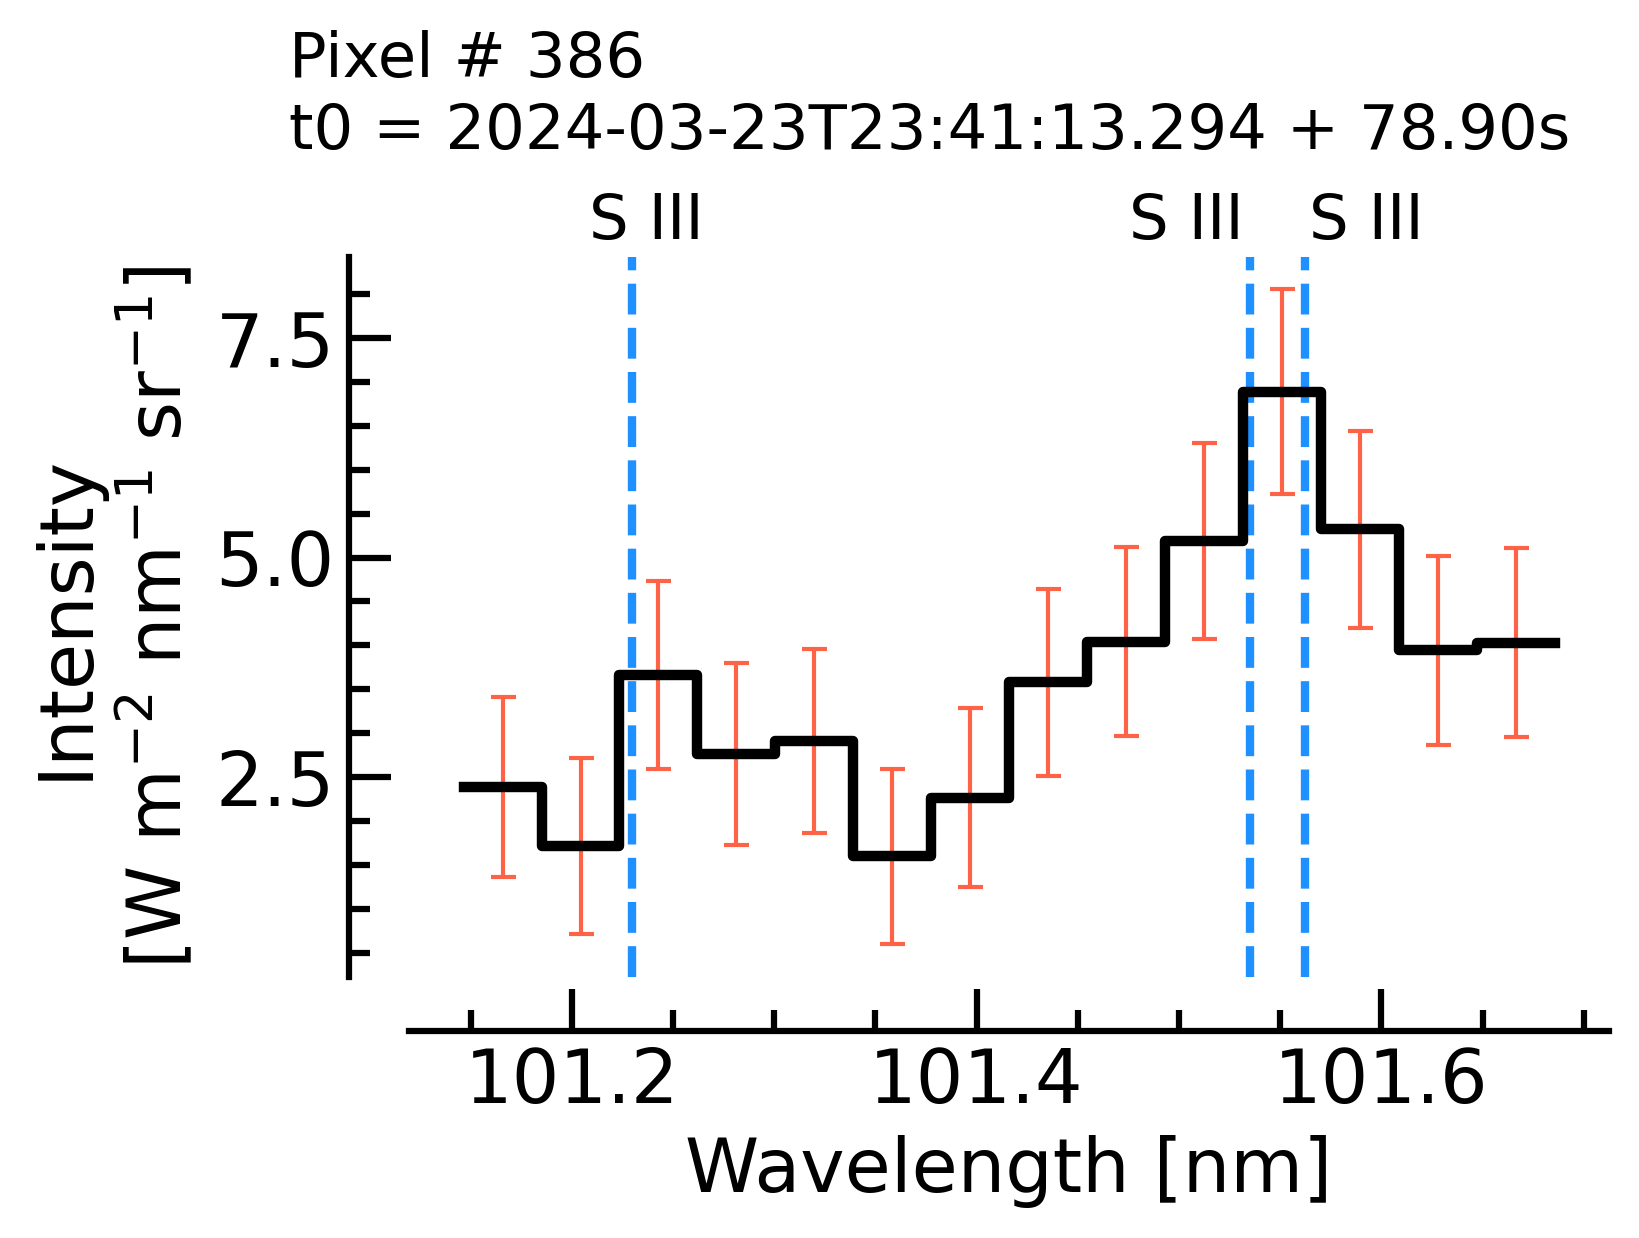 Pixel # 386
t0 = 2024-03-23T23:41:13.294 + 78.90s
S III S III S III
Intensity
[W m⁻² nm⁻¹ sr⁻¹]
7.5
5.0
2.5
101.2 101.4 101.6
Wavelength [nm]